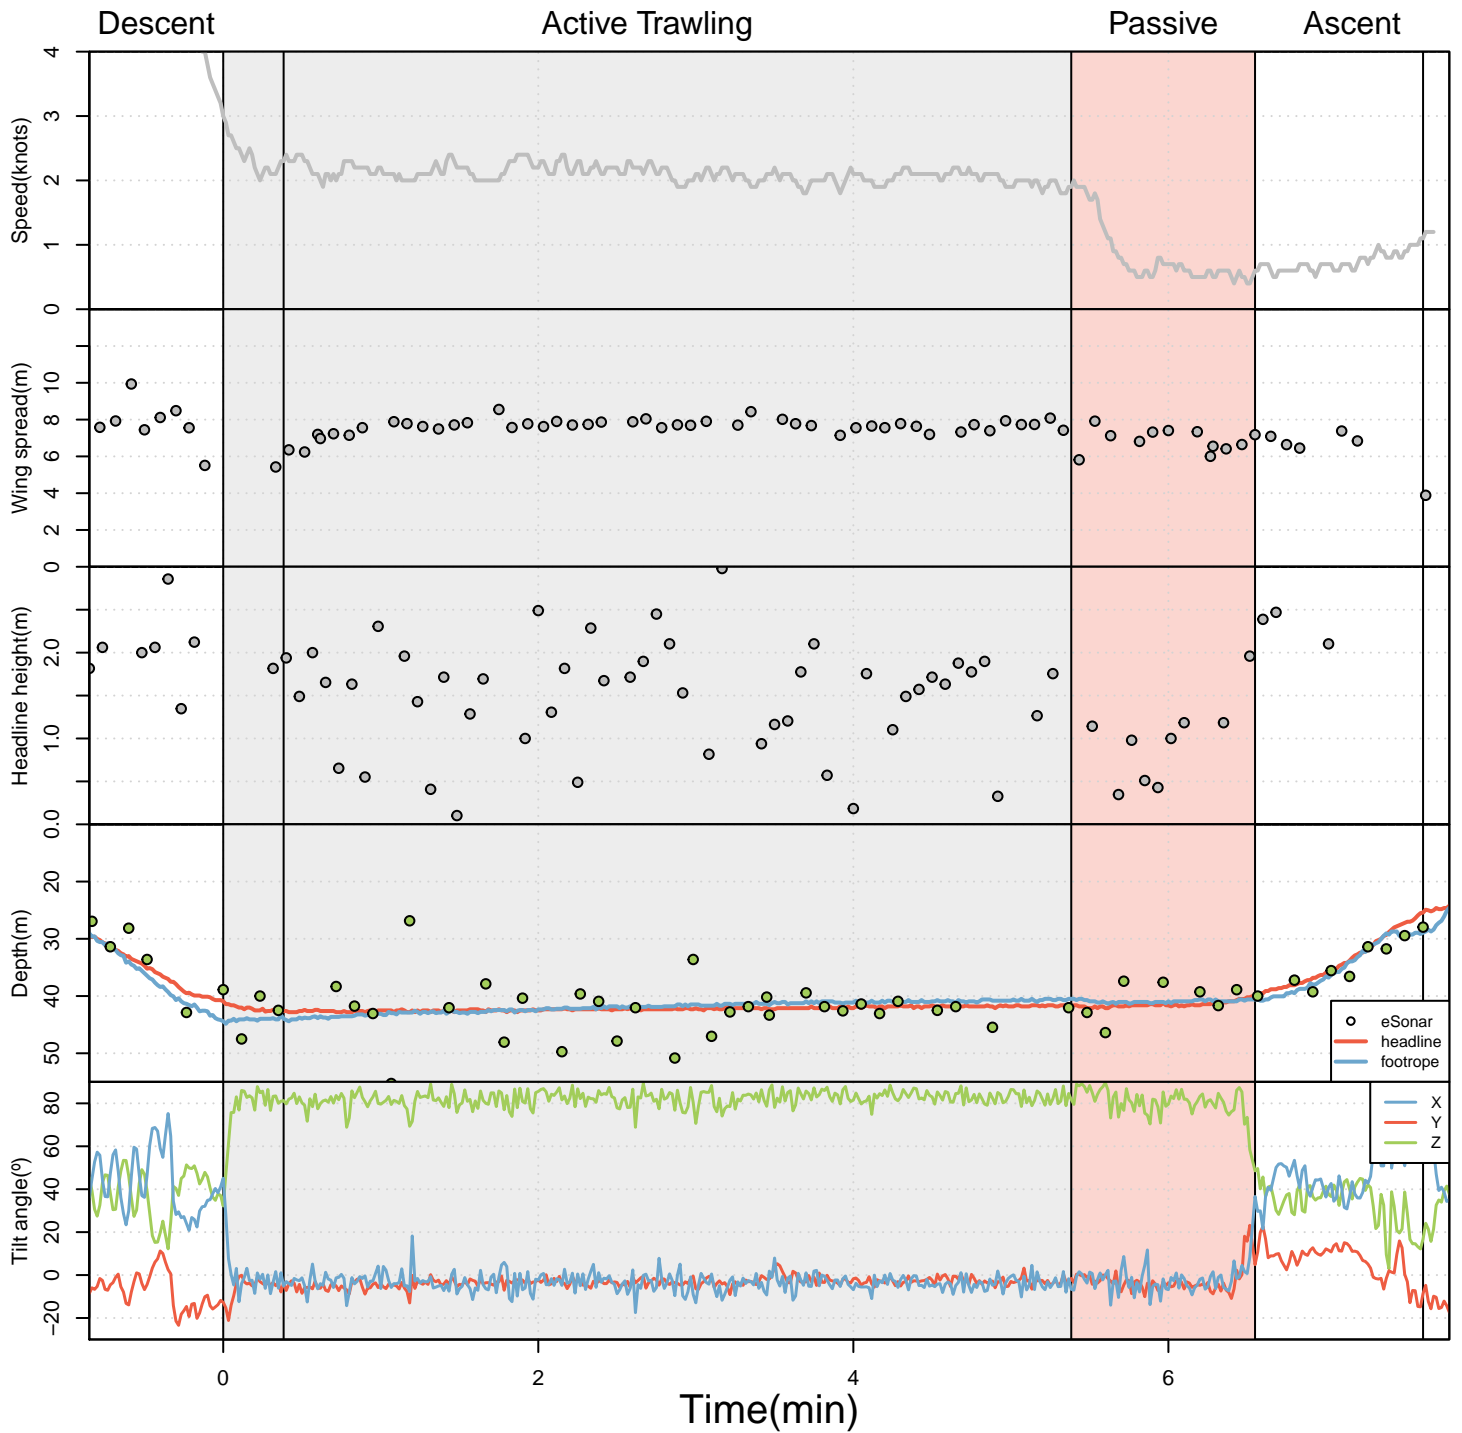 Descent Active Trawling Passive Ascent
Speed(knots)
4
3
2
1
0
Wing spread(m)
10
8
6
4
2
0
Headline height(m)
2.0
1.0
0.0
Depth(m)
20
30
40
50
eSonar
headline
footrope
Tilt angle(º)
80
60
40
20
0
−20
X
Y
Z
0 2 4 6
Time(min)